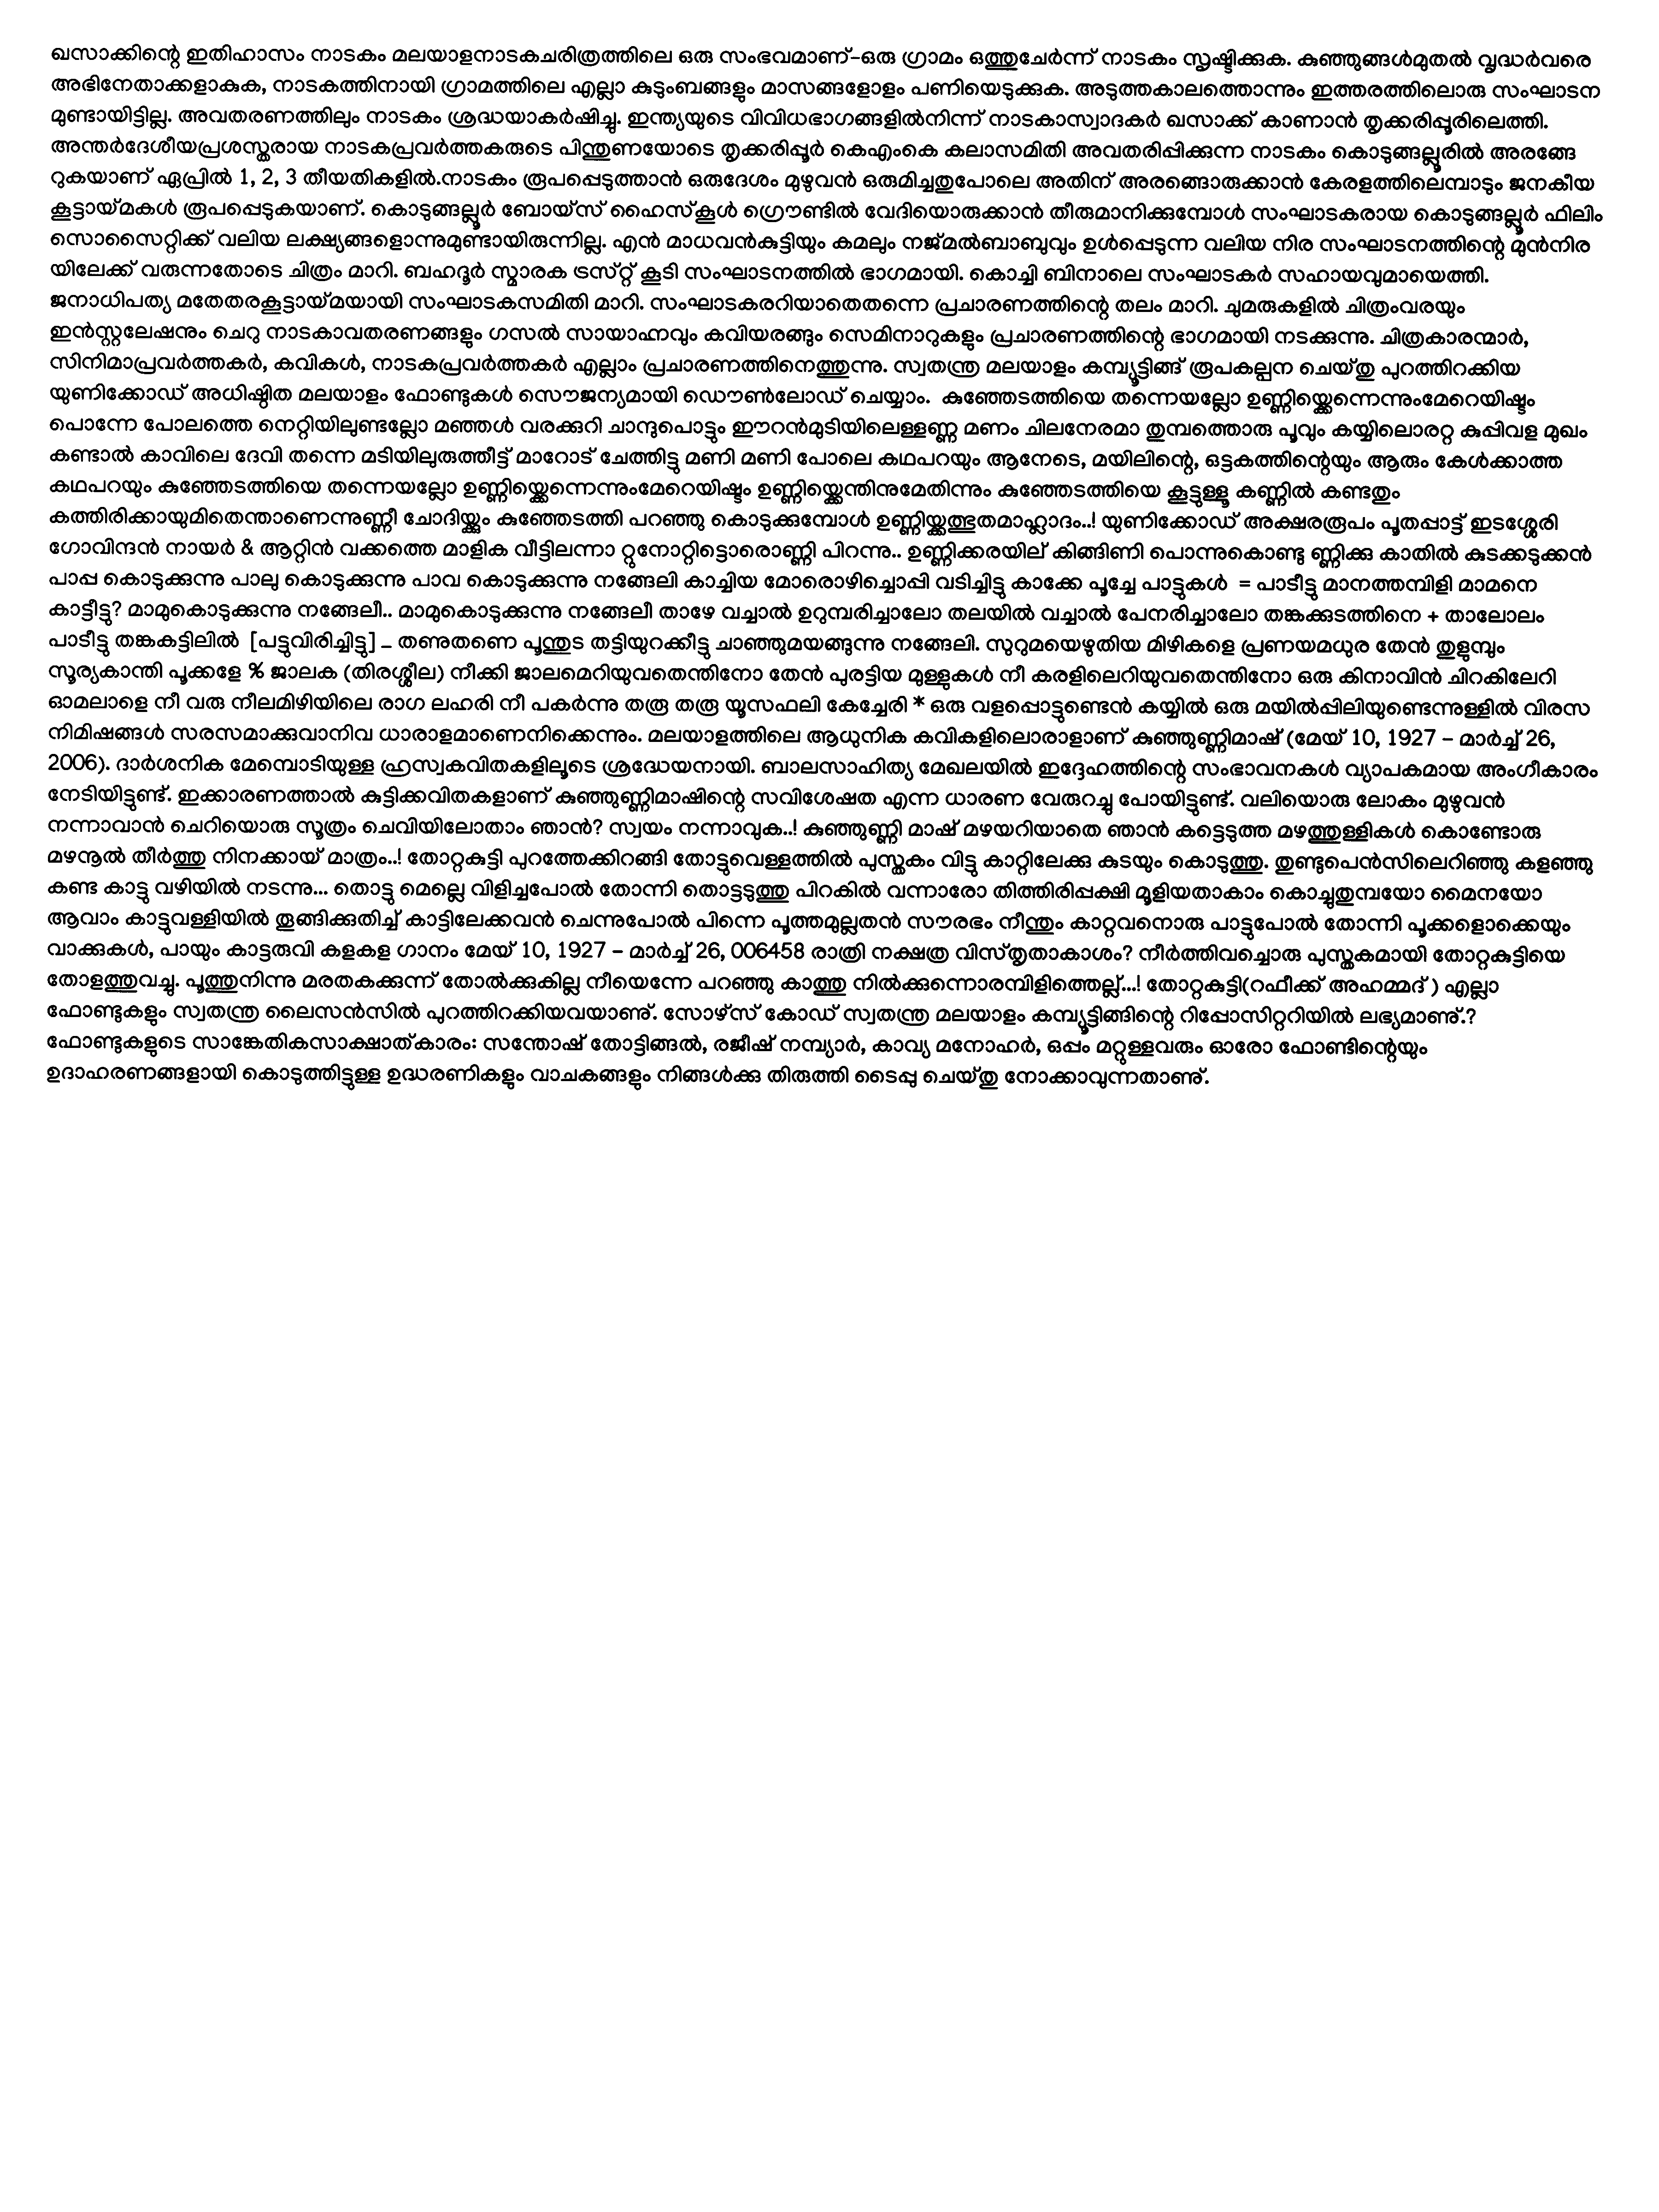 ഖസാക്കിന്റെ ഇതിഹാസം നാടകം മലയാളനാടകചരിത്രത്തിലെ ഒരു സംഭവമാണ്–ഒരു ഗ്രാമം ഒത്തുചേർന്ന് നാടകം സൃഷ്ടിക്കുക. കുഞ്ഞുങ്ങൾമുതൽ വൃദ്ധർവരെ
അഭിനേതാക്കളാകുക, നാടകത്തിനായി ഗ്രാമത്തിലെ എല്ലാ കുടുംബങ്ങളും മാസങ്ങളോളം പണിയെടുക്കുക. അടുത്തകാലത്തൊന്നും ഇത്തരത്തിലൊരു സംഘാടന
മുണ്ടായിട്ടില്ല. അവതരണത്തിലും നാടകം ശ്രദ്ധയാകർഷിച്ചു. ഇന്ത്യയുടെ വിവിധഭാഗങ്ങളിൽനിന്ന് നാടകാസ്വാദകർ ഖസാക്ക് കാണാൻ തൃക്കരിപ്പൂരിലെത്തി.
അന്തർദേശീയപ്രശസ്തരായ നാടകപ്രവർത്തകരുടെ പിന്തുണയോടെ തൃക്കരിപ്പൂർ കെഎംകെ കലാസമിതി അവതരിപ്പിക്കുന്ന നാടകം കൊടുങ്ങല്ലൂരിൽ അരങ്ങേ
റുകയാണ് ഏപ്രിൽ 1, 2, 3 തീയതികളിൽ.നാടകം രൂപപ്പെടുത്താൻ ഒരുദേശം മുഴുവൻ ഒരുമിച്ചതുപോലെ അതിന് അരങ്ങൊരുക്കാൻ കേരളത്തിലെമ്പാടും ജനകീയ
കൂട്ടായ്മകൾ രൂപപ്പെടുകയാണ്. കൊടുങ്ങല്ലൂർ ബോയ്സ് ഹൈസ്കൂൾ ഗ്രൌണ്ടിൽ വേദിയൊരുക്കാൻ തീരുമാനിക്കുമ്പോൾ സംഘാടകരായ കൊടുങ്ങല്ലൂർ ഫിലിം
സൊസൈറ്റിക്ക് വലിയ ലക്ഷ്യങ്ങളൊന്നുമുണ്ടായിരുന്നില്ല. എൻ മാധവൻകുട്ടിയും കമലും നജ്മൽബാബുവും ഉൾപ്പെടുന്ന വലിയ നിര സംഘാടനത്തിന്റെ മുൻനിര
യിലേക്ക് വരുന്നതോടെ ചിത്രം മാറി. ബഹദൂർ സ്മാരക ട്രസ്റ്റ് കൂടി സംഘാടനത്തിൽ ഭാഗമായി. കൊച്ചി ബിനാലെ സംഘാടകർ സഹായവുമായെത്തി.
ജനാധിപത്യ മതേതരകൂട്ടായ്മയായി സംഘാടകസമിതി മാറി. സംഘാടകരറിയാതെതന്നെ പ്രചാരണത്തിന്റെ തലം മാറി. ചുമരുകളിൽ ചിത്രംവരയും
ഇൻസ്റ്റലേഷനും ചെറു നാടകാവതരണങ്ങളും ഗസൽ സായാഹ്നവും കവിയരങ്ങും സെമിനാറുകളും പ്രചാരണത്തിന്റെ ഭാഗമായി നടക്കുന്നു. ചിത്രകാരന്മാർ,
സിനിമാപ്രവർത്തകർ, കവികൾ, നാടകപ്രവർത്തകർ എല്ലാം പ്രചാരണത്തിനെത്തുന്നു. സ്വതന്ത്ര മലയാളം കമ്പ്യൂട്ടിങ്ങ് രൂപകല്പന ചെയ്തു പുറത്തിറക്കിയ
യുണിക്കോഡ് അധിഷ്ഠിത മലയാളം ഫോണ്ടുകൾ സൌജന്യമായി ഡൌൺലോഡ് ചെയ്യാം.  കുഞ്ഞേടത്തിയെ തന്നെയല്ലോ ഉണ്ണിയ്ക്കെന്നെന്നുംമേറെയിഷ്ടം
പൊന്നേ പോലത്തെ നെറ്റിയിലുണ്ടല്ലോ മഞ്ഞൾ വരക്കുറി ചാന്ദുപൊട്ടും ഈറൻമുടിയിലെള്ളണ്ണ മണം ചിലനേരമാ തുമ്പത്തൊരു പൂവും കയ്യിലൊരറ്റ കുപ്പിവള മുഖം
കണ്ടാൽ കാവിലെ ദേവി തന്നെ മടിയിലുരുത്തീട്ട് മാറോട് ചേത്തിട്ടു മണി മണി പോലെ കഥപറയും ആനേടെ, മയിലിന്റെ, ഒട്ടകത്തിന്റെയും ആരും കേൾക്കാത്ത
കഥപറയും കുഞ്ഞേടത്തിയെ തന്നെയല്ലോ ഉണ്ണിയ്ക്കെന്നെന്നുംമേറെയിഷ്ടം ഉണ്ണിയ്ക്കെന്തിനുമേതിന്നും കുഞ്ഞേടത്തിയെ കൂട്ടുള്ളൂ കണ്ണിൽ കണ്ടതും
കത്തിരിക്കായുമിതെന്താണെന്നുണ്ണീ ചോദിയ്ക്കും കുഞ്ഞേടത്തി പറഞ്ഞു കൊടുക്കുമ്പോൾ ഉണ്ണിയ്ക്കത്ഭുതമാഹ്ലാദം..! യുണിക്കോഡ് അക്ഷരരൂപം പൂതപ്പാട്ട് ഇടശ്ശേരി
ഗോവിന്ദൻ നായർ & ആറ്റിൻ വക്കത്തെ മാളിക വീട്ടിലന്നാ റ്റുനോറ്റിട്ടൊരൊണ്ണി പിറന്നു.. ഉണ്ണിക്കരയില് കിങ്ങിണി പൊന്നുകൊണ്ടു ണ്ണിക്കു കാതിൽ കുടക്കടുക്കൻ
പാപ്പ കൊടുക്കുന്നു പാലു കൊടുക്കുന്നു പാവ കൊടുക്കുന്നു നങ്ങേലി കാച്ചിയ മോരൊഴിച്ചൊപ്പി വടിച്ചിട്ടു കാക്കേ പൂച്ചേ പാട്ടുകൾ  = പാടീട്ടു മാനത്തമ്പിളി മാമനെ
കാട്ടീട്ടു? മാമുകൊടുക്കുന്നു നങ്ങേലീ.. മാമുകൊടുക്കുന്നു നങ്ങേലീ താഴേ വച്ചാൽ ഉറുമ്പരിച്ചാലോ തലയിൽ വച്ചാൽ പേനരിച്ചാലോ തങ്കക്കുടത്തിനെ + താലോലം
പാടീട്ടു തങ്കകട്ടിലിൽ  [പട്ടുവിരിച്ചിട്ടു] _ തണുതണെ പൂന്തുട തട്ടിയുറക്കീട്ടു ചാഞ്ഞുമയങ്ങുന്നു നങ്ങേലി. സുറുമയെഴുതിയ മിഴികളെ പ്രണയമധുര തേൻ തുളുമ്പും
സൂര്യകാന്തി പൂക്കളേ % ജാലക (തിരശ്ശീല) നീക്കി ജാലമെറിയുവതെന്തിനോ തേൻ പുരട്ടിയ മുള്ളുകൾ നീ കരളിലെറിയുവതെന്തിനോ ഒരു കിനാവിൻ ചിറകിലേറി
ഓമലാളെ നീ വരു നീലമിഴിയിലെ രാഗ ലഹരി നീ പകർന്നു തരൂ തരൂ യൂസഫലി കേച്ചേരി * ഒരു വളപ്പൊട്ടുണ്ടെൻ കയ്യിൽ ഒരു മയിൽപ്പിലിയുണ്ടെന്നുള്ളിൽ വിരസ
നിമിഷങ്ങൾ സരസമാക്കുവാനിവ ധാരാളമാണെനിക്കെന്നും. മലയാളത്തിലെ ആധുനിക കവികളിലൊരാളാണ് കുഞ്ഞുണ്ണിമാഷ് (മേയ് 10, 1927 – മാർച്ച് 26,
2006). ദാർശനിക മേമ്പൊടിയുള്ള ഹ്രസ്വകവിതകളിലൂടെ ശ്രദ്ധേയനായി. ബാലസാഹിത്യ മേഖലയിൽ ഇദ്ദേഹത്തിന്റെ സംഭാവനകൾ വ്യാപകമായ അംഗീകാരം
നേടിയിട്ടുണ്ട്. ഇക്കാരണത്താൽ കുട്ടിക്കവിതകളാണ് കുഞ്ഞുണ്ണിമാഷിന്റെ സവിശേഷത എന്ന ധാരണ വേരുറച്ചു പോയിട്ടുണ്ട്. വലിയൊരു ലോകം മുഴുവൻ
നന്നാവാൻ ചെറിയൊരു സൂത്രം ചെവിയിലോതാം ഞാൻ? സ്വയം നന്നാവുക..! കുഞ്ഞുണ്ണി മാഷ് മഴയറിയാതെ ഞാൻ കട്ടെടുത്ത മഴത്തുള്ളികൾ കൊണ്ടോരു
മഴനൂൽ തീർത്തു നിനക്കായ് മാത്രം..! തോറ്റകുട്ടി പുറത്തേക്കിറങ്ങി തോട്ടുവെള്ളത്തിൽ പുസ്തകം വിട്ടു കാറ്റിലേക്കു കുടയും കൊടുത്തു. തുണ്ടുപെൻസിലെറിഞ്ഞു കളഞ്ഞു
കണ്ട കാട്ടു വഴിയിൽ നടന്നു... തൊട്ടു മെല്ലെ വിളിച്ചപോൽ തോന്നി തൊട്ടടുത്തു പിറകിൽ വന്നാരോ തിത്തിരിപ്പക്ഷി മൂളിയതാകാം കൊച്ചുതുമ്പയോ മൈനയോ
ആവാം കാട്ടുവള്ളിയിൽ തൂങ്ങിക്കുതിച്ച് കാട്ടിലേക്കവൻ ചെന്നുപോൽ പിന്നെ പൂത്തമുല്ലതൻ സൗരഭം നീന്തും കാറ്റവനൊരു പാട്ടുപോൽ തോന്നി പൂക്കളൊക്കെയും
വാക്കുകൾ, പായും കാട്ടരുവി കളകള ഗാനം മേയ് 10, 1927 – മാർച്ച് 26, 006458 രാത്രി നക്ഷത്ര വിസ്തൃതാകാശം? നീർത്തിവച്ചൊരു പുസ്തകമായി തോറ്റകുട്ടിയെ
തോളത്തുവച്ചു. പൂത്തുനിന്നു മരതകക്കുന്ന് തോൽക്കുകില്ല നീയെന്നേ പറഞ്ഞു കാത്തു നിൽക്കുന്നൊരമ്പിളിത്തെല്ല്...! തോറ്റകുട്ടി(റഫീക്ക് അഹമ്മദ് ) എല്ലാ
ഫോണ്ടുകളും സ്വതന്ത്ര ലൈസൻസിൽ പുറത്തിറക്കിയവയാണു്. സോഴ്സ് കോഡ് സ്വതന്ത്ര മലയാളം കമ്പ്യൂട്ടിങ്ങിന്റെ റിപ്പോസിറ്ററിയിൽ ലഭ്യമാണു്.?
ഫോണ്ടുകളുടെ സാങ്കേതികസാക്ഷാത്കാരം: സന്തോഷ് തോട്ടിങ്ങൽ, രജീഷ് നമ്പ്യാർ, കാവ്യ മനോഹർ, ഒപ്പം മറ്റുള്ളവരും ഓരോ ഫോണ്ടിന്റെയും
ഉദാഹരണങ്ങളായി കൊടുത്തിട്ടുള്ള ഉദ്ധരണികളും വാചകങ്ങളും നിങ്ങൾക്കു തിരുത്തി ടൈപ്പു ചെയ്തു നോക്കാവുന്നതാണു്.